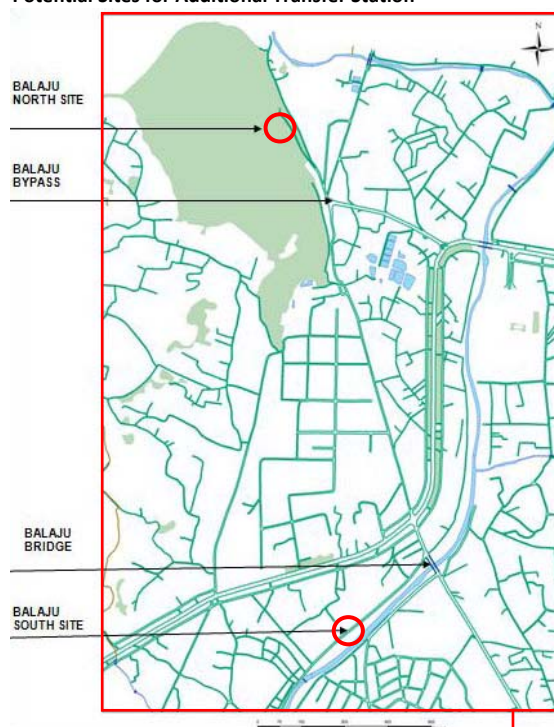 Potential Sites for Additional Transfer Station
N
BALAJU
NORTH SITE
BALAJU
BYPASS
BALAJU
BRIDGE
BALAJU
SOUTH SITE